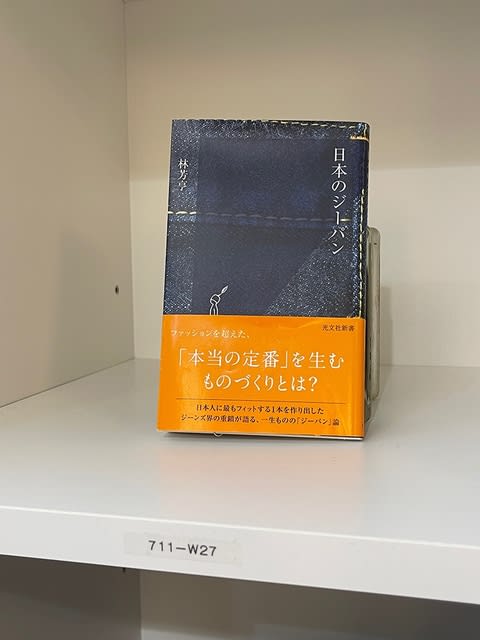 日本のジーパン
林芳亨
光文社新書
ファッションを超えた、
「本当の定番」を生む
ものづくりとは?
日本人に最もフィットする1本を作り出した
ジーンズ界の重鎮が語る、一生ものの「ジーパン」論
711-W27